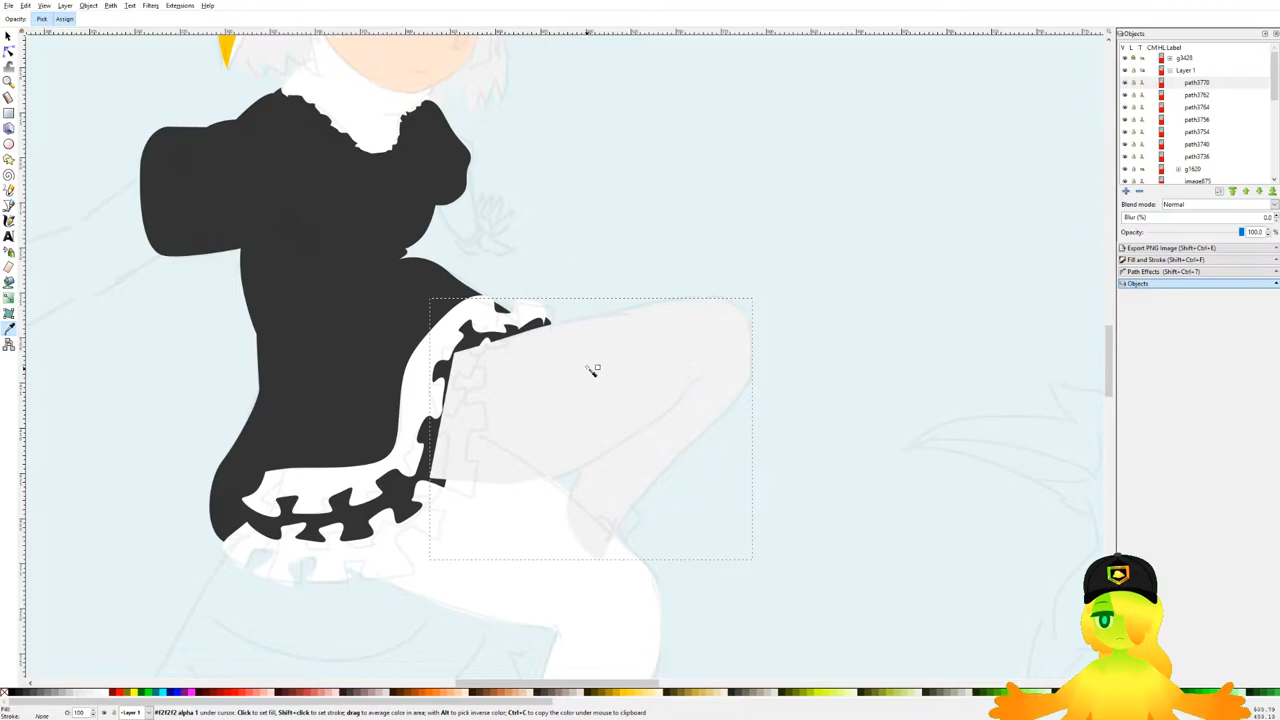 File Edit View Layer Object Path Text Filters Extensions Help
Opacity: Pick Assign
Objects
V L T CM HL Label
g3428
Layer 1
path3770
path3762
path3764
path3756
path3754
path3740
path3736
g1620
image875
Blend mode: Normal
Blur (%) 0.0
Opacity: 100.0 %
Export PNG Image (Shift+Ctrl+E)
Fill and Stroke (Shift+Ctrl+F)
Path Effects (Shift+Ctrl+7)
Objects
Fill:
Stroke: None
O: 100
Layer 1
#f2f2f2 alpha 1 under cursor. Click to set fill, Shift+click to set stroke; drag to average color in area; with Alt to pick inverse color; Ctrl+C to copy the color under mouse to clipboard